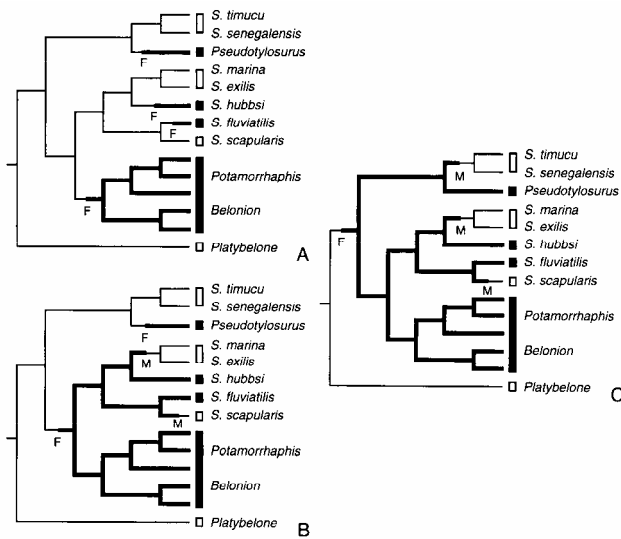 S. timucu
S. senegalensis
Pseudotylosurus
F
S. marina
S. exilis
S. hubbsi
F
S. fluviatilis
F
S. scapularis
Potamorrhaphis
F
Belonion
Platybelone
A
S. timucu
S. senegalensis
Pseudotylosurus
F
S. marina
M
S. exilis
S. hubbsi
S. fluviatilis
S. scapularis
M
F
Potamorrhaphis
Belonion
Platybelone
B
S. timucu
M
S. senegalensis
Pseudotylosurus
S. marina
M
S. exilis
F
S. hubbsi
S. fluviatilis
S. scapularis
M
Potamorrhaphis
Belonion
Platybelone
C